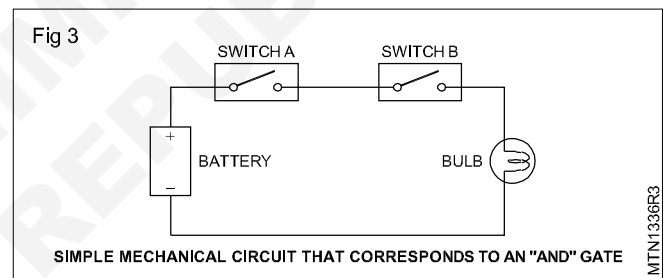 Fig 3
SWITCH A
SWITCH B
+
BATTERY
–
BULB
SIMPLE MECHANICAL CIRCUIT THAT CORRESPONDS TO AN "AND" GATE
MTN1336R3